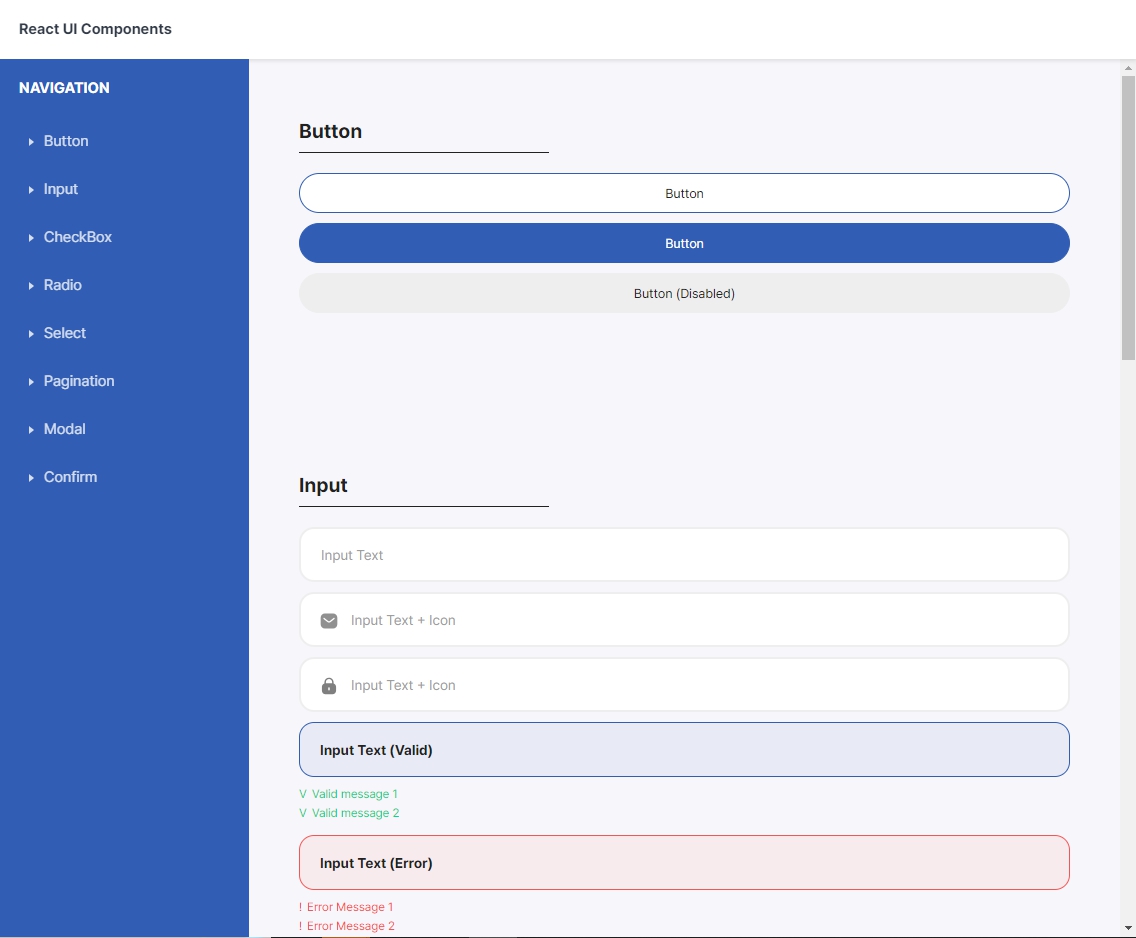 React UI Components
NAVIGATION
Button
Input
CheckBox
Radio
Select
Pagination
Modal
Confirm
Button
Button
Button
Button (Disabled)
Input
Input Text
Input Text + Icon
Input Text + Icon
Input Text (Valid)
V Valid message 1
V Valid message 2
Input Text (Error)
! Error Message 1
! Error Message 2